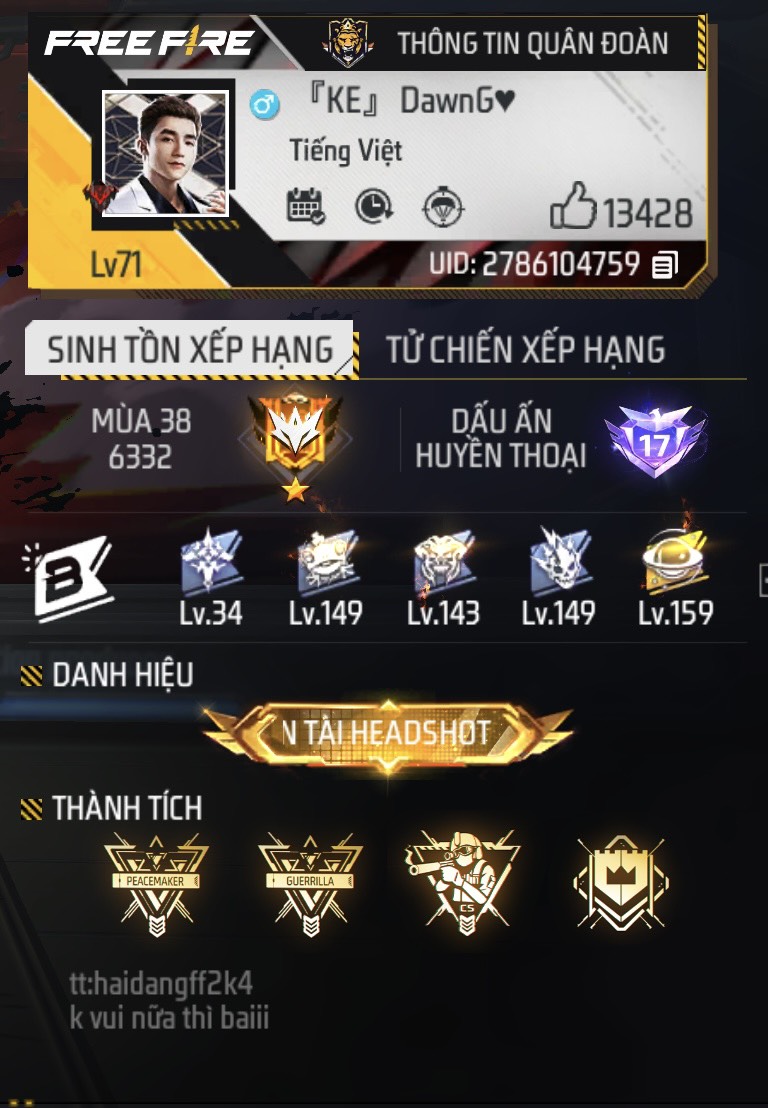 FREE FIRE
THÔNG TIN QUÂN ĐOÀN
『KE』 DawnG♥
Tiếng Việt
13428
Lv71
UID: 2786104759
SINH TỒN XẾP HẠNG
TỬ CHIẾN XẾP HẠNG
MÙA 38
6332
DẤU ẤN
HUYỀN THOẠI
17
B
Lv.34
Lv.149
Lv.143
Lv.149
Lv.159
DANH HIỆU
N TÀI HEADSHOT
THÀNH TÍCH
PEACEMAKER
GUERRILLA
CS
tt:haidangff2k4
k vui nữa thì baiii